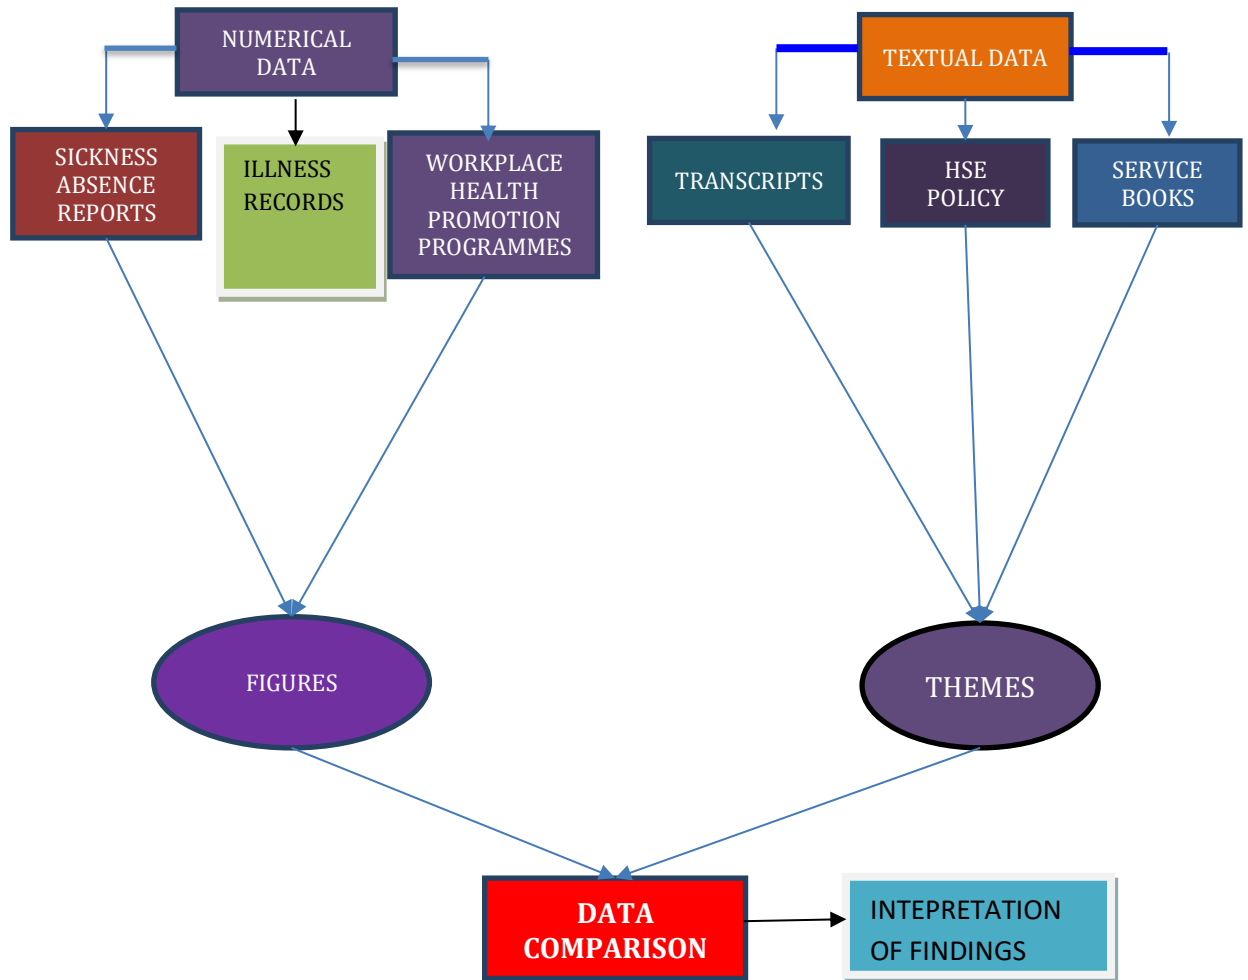 NUMERICAL
DATA
TEXTUAL DATA
SICKNESS
ABSENCE
REPORTS
ILLNESS
RECORDS
WORKPLACE
HEALTH
PROMOTION
PROGRAMMES
TRANSCRIPTS
HSE
POLICY
SERVICE
BOOKS
FIGURES
THEMES
DATA
COMPARISON
INTEPRETATION
OF FINDINGS